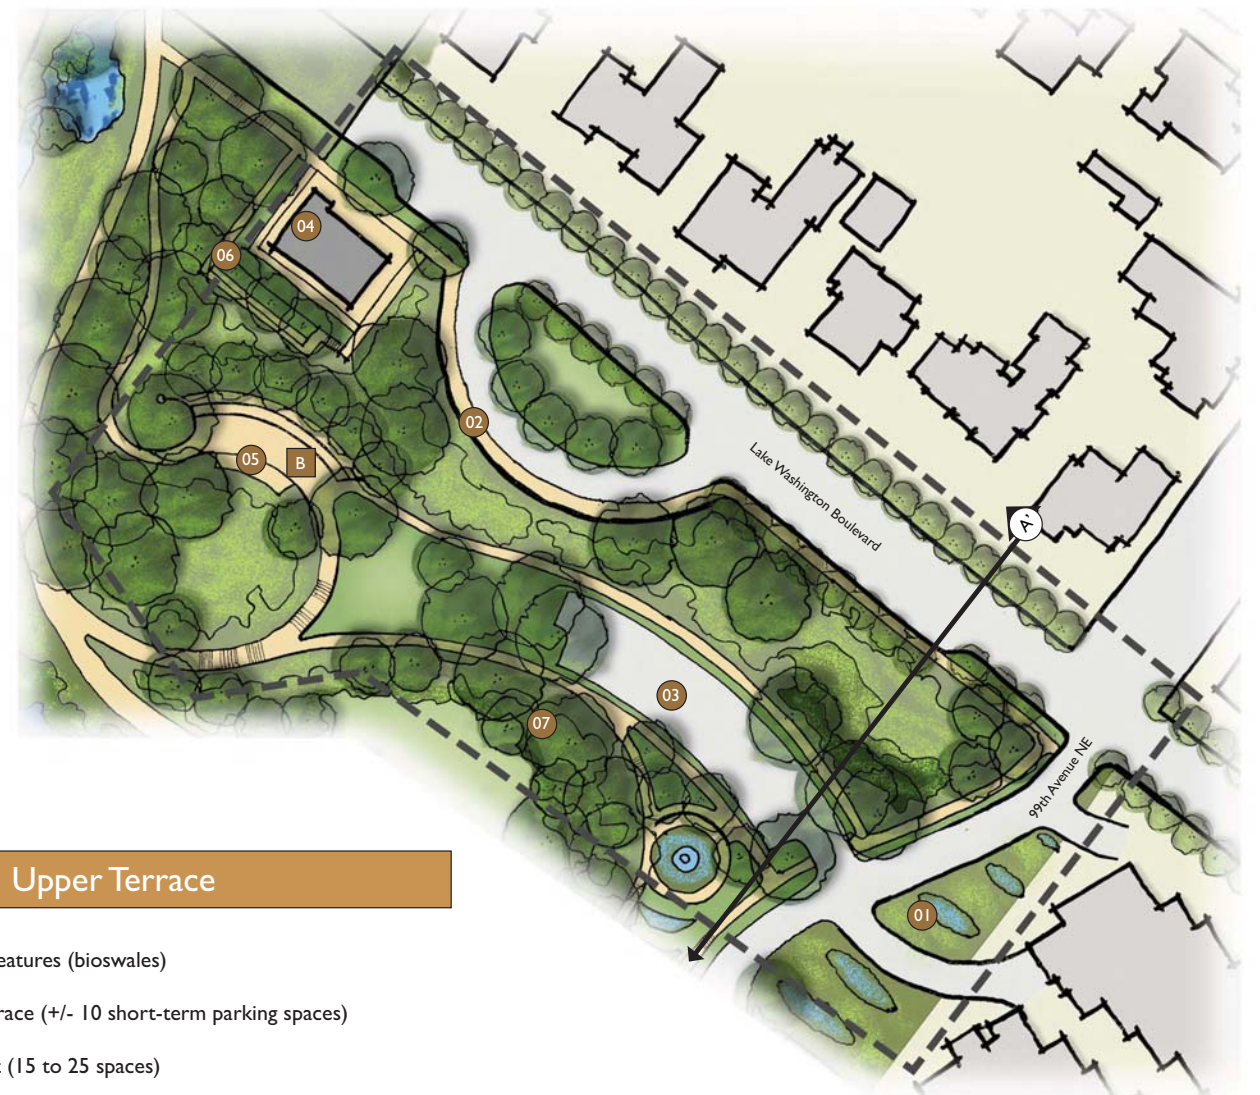 04
06
02
Lake Washington Boulevard
05
B
A'
03
07
99th Avenue NE
Upper Terrace
01
eatures (bioswales)
race (+/- 10 short-term parking spaces)
(15 to 25 spaces)